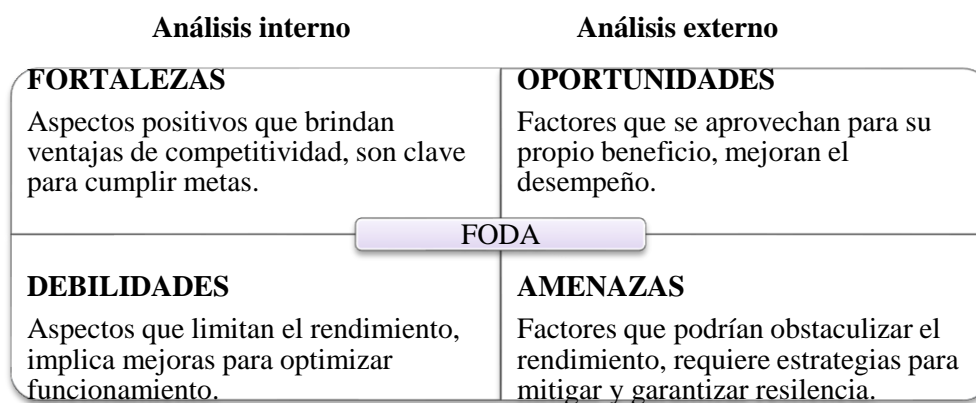 Análisis interno
Análisis externo
FORTALEZAS
Aspectos positivos que brindan
ventajas de competitividad, son clave
para cumplir metas.
OPORTUNIDADES
Factores que se aprovechan para su
propio beneficio, mejoran el
desempeño.
FODA
DEBILIDADES
Aspectos que limitan el rendimiento,
implica mejoras para optimizar
funcionamiento.
AMENAZAS
Factores que podrían obstaculizar el
rendimiento, requiere estrategias para
mitigar y garantizar resilencia.